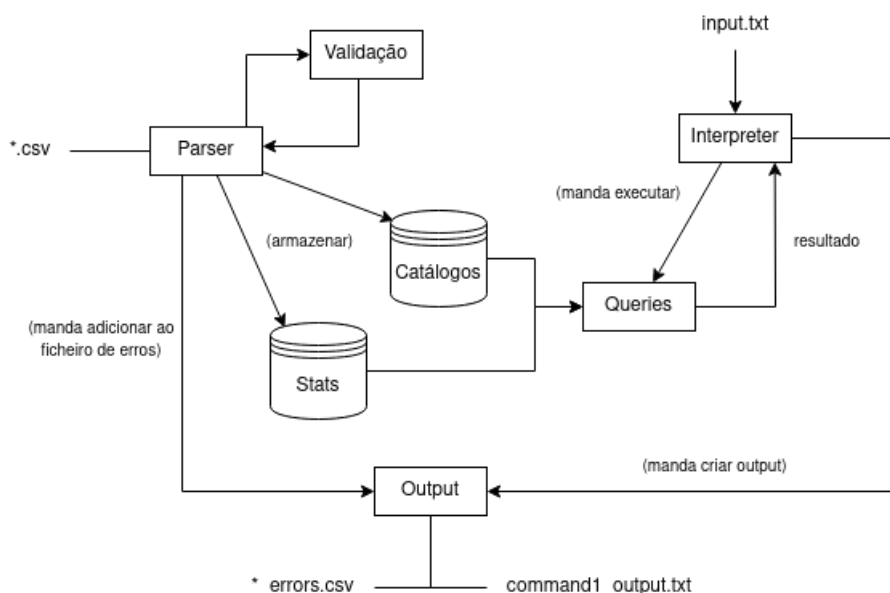 input.txt
Validação
Interpreter
*.csv
Parser
(manda executar)
(armazenar)
resultado
Catálogos
Queries
(manda adicionar ao
ficheiro de erros)
Stats
(manda criar output)
Output
*_errors.csv
command1_output.txt